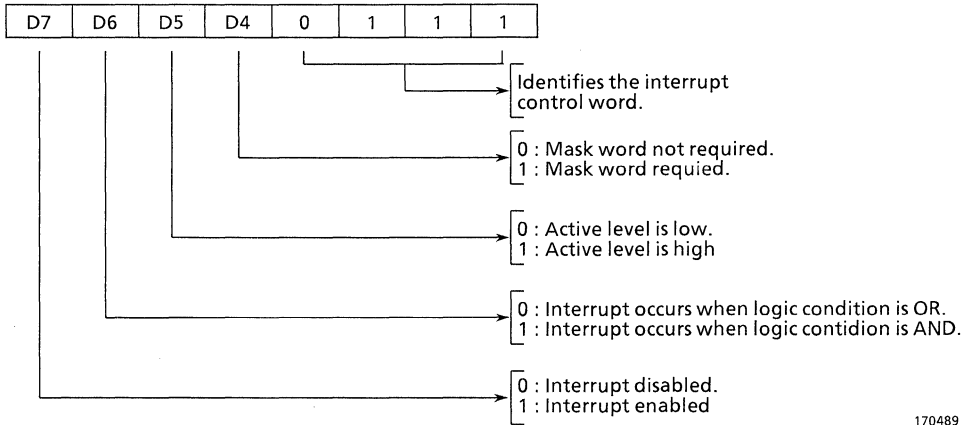 D7 D6 D5 D4 0 1 1 1
Identifies the interrupt
control word.
0 : Mask word not required.
1 : Mask word requied.
0 : Active level is low.
1 : Active level is high
0 : Interrupt occurs when logic condition is OR.
1 : Interrupt occurs when logic contidion is AND.
0 : Interrupt disabled.
1 : Interrupt enabled
170489